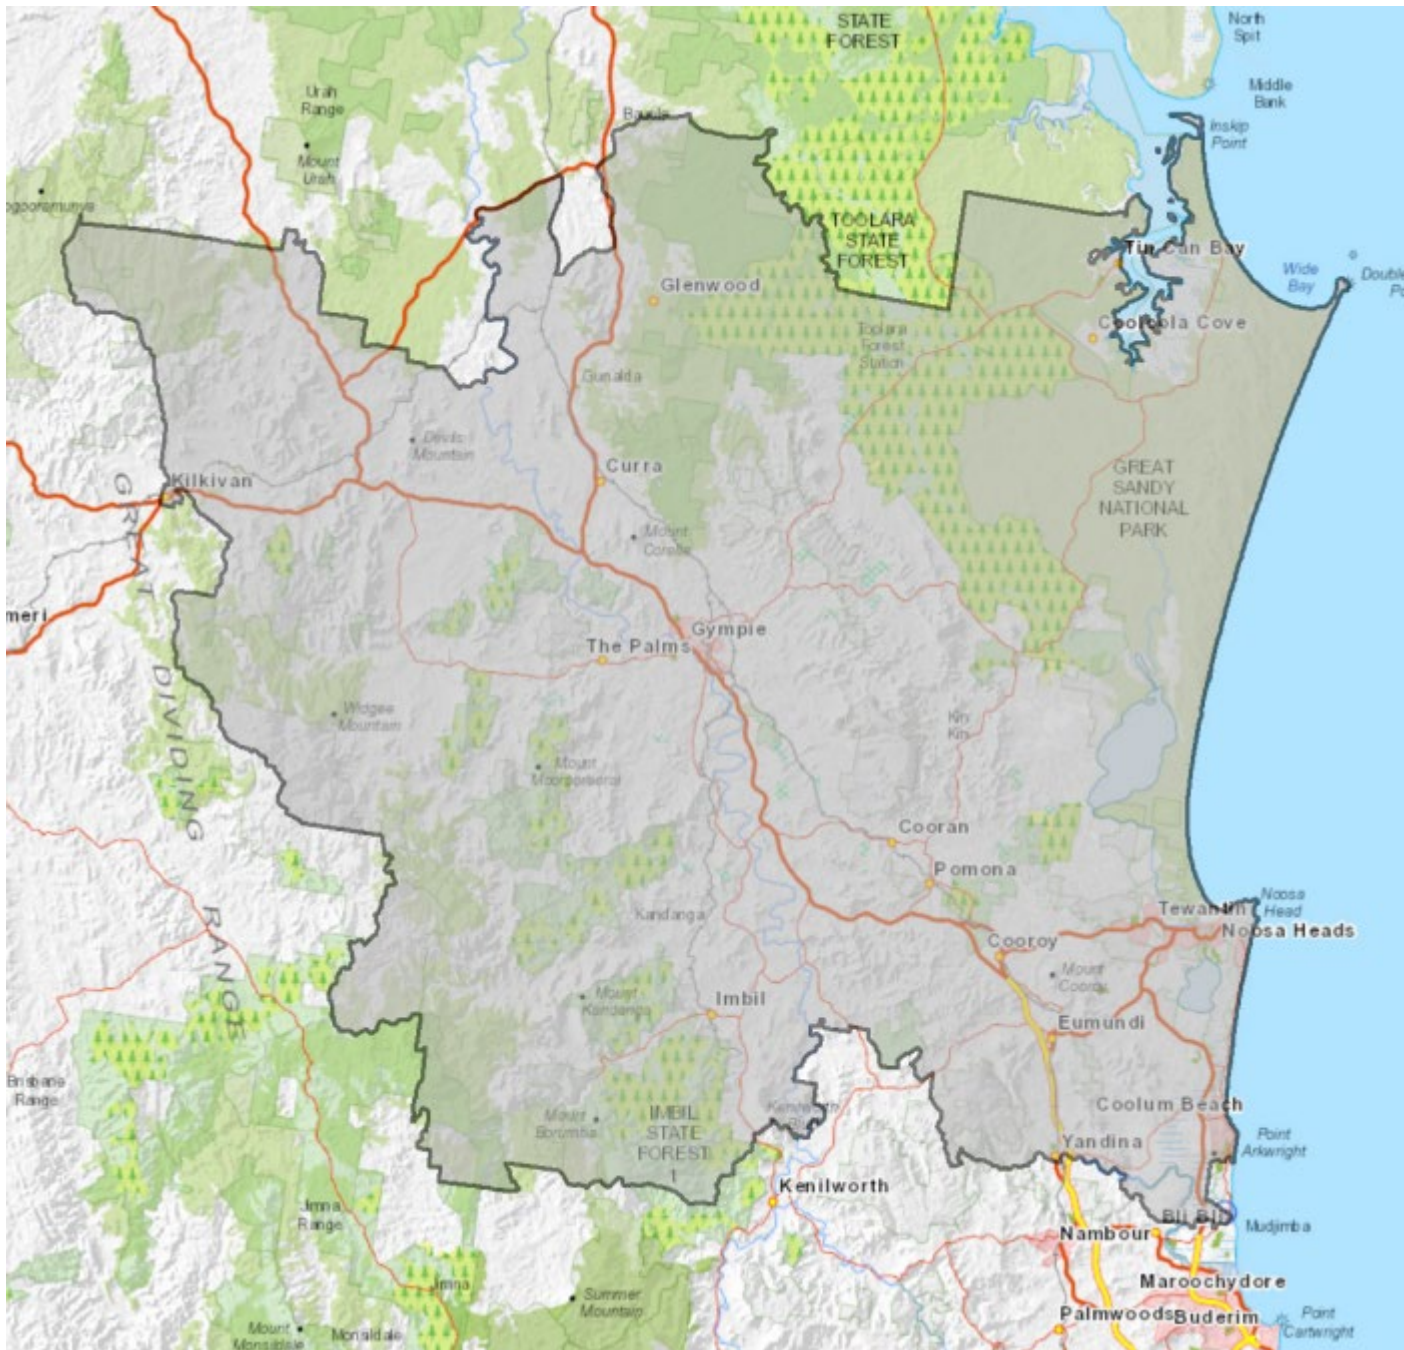 STATE
FOREST
North
Spit
Middle
Bank
Urah
Range
Inskip
Point
Mount
Urah
TOOLARA
STATE
FOREST
Tin Can Bay
Wide
Bay
Glenwood
Cooloola Cove
Toolara
Forest
Station
Gunalda
Devils
Mountain
Curra
GREAT
SANDY
NATIONAL
PARK
Kilkivan
Mount
Corella
GREAT
DIVIDING
RANGE
meri
Gympie
The Palms
Widgee
Mountain
Kin
Kin
Mount
Cooran
Pomona
Kandanga
Tewantin
Noosa
Head
Noosa Heads
Cooroy
Mount
Cooroy
Mount
Kandanga
Imbil
Eumundi
Brisbane
Range
Coolum Beach
Mount
Borumba
IMBIL
STATE
FOREST
1
Kenilworth
Yandina
Point
Arkwright
Kenilworth
Jimna
Range
Bli Bli
Mudjimba
Nambour
Jimna
Maroochydore
Summer
Mountain
Palmwoods
Buderim
Point
Cartwright
Mount
Monsildale
Monsildale